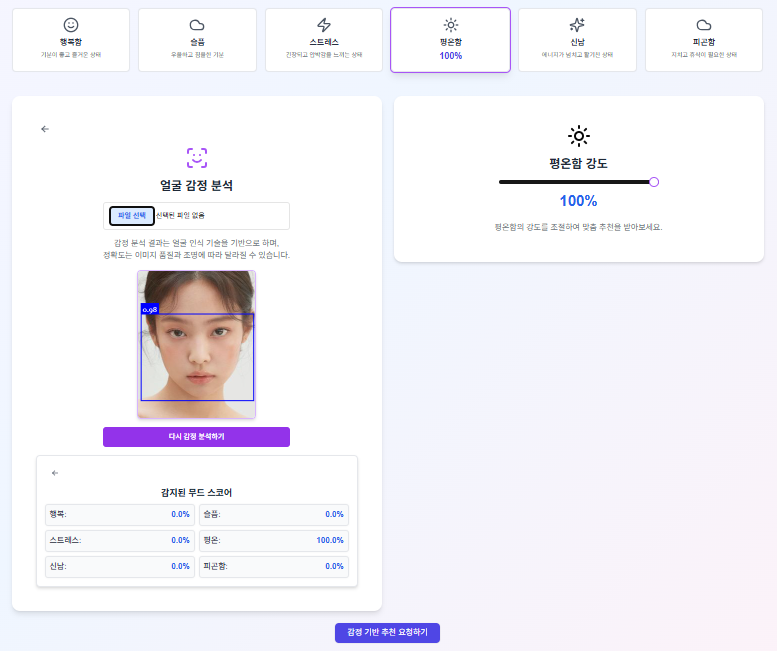 행복함
기분이 좋고 즐거운 상태
슬픔
우울하고 침울한 기분
스트레스
긴장되고 압박감을 느끼는 상태
평온함
100%
신남
에너지가 넘치고 활기찬 상태
피곤함
지치고 휴식이 필요한 상태
얼굴 감정 분석
파일 선택 선택된 파일 없음
감정 분석 결과는 얼굴 인식 기술을 기반으로 하며,
정확도는 이미지 품질과 조명에 따라 달라질 수 있습니다.
0.98
다시 감정 분석하기
감지된 무드 스코어
행복: 0.0% 슬픔: 0.0%
스트레스: 0.0% 평온: 100.0%
신남: 0.0% 피곤함: 0.0%
평온함 강도
100%
평온함의 강도를 조절하여 맞춤 추천을 받아보세요.
감정 기반 추천 요청하기